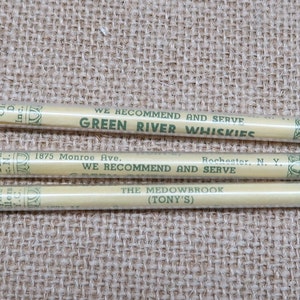 WE RECOMMEND AND SERVE
GREEN RIVER WHISKIES
1875 Monroe Ave. Rochester, N. Y.
WE RECOMMEND AND SERVE
THE MEDOWBROOK
(TONY'S)